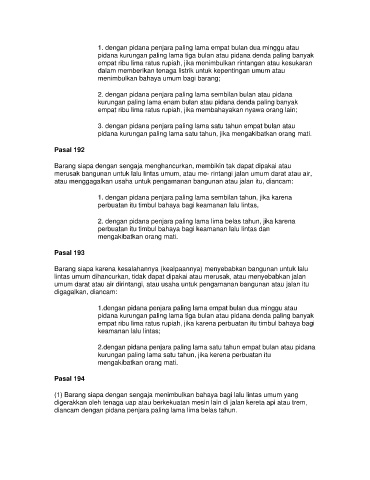 1. dengan pidana penjara paling lama empat bulan dua minggu atau
pidana kurungan paling lama tiga bulan atau pidana denda paling banyak
empat ribu lima ratus rupiah, jika menimbulkan rintangan atau kesukaran
dalam memberikan tenaga listrik untuk kepentingan umum atau
menimbulkan bahaya umum bagi barang;
2. dengan pidana penjara paling lama sembilan bulan atau pidana
kurungan paling lama enam bulan atau pidana denda paling banyak
empat ribu lima ratus rupiah, jika membahayakan nyawa orang lain;
3. dengan pidana penjara paling lama satu tahun empat bulan atau
pidana kurungan paling lama satu tahun, jika mengakibatkan orang mati.
Pasal 192
Barang siapa dengan sengaja menghancurkan, membikin tak dapat dipakai atau
merusak bangunan untuk lalu lintas umum, atau me- rintangi jalan umum darat atau air,
atau menggagalkan usaha untuk pengamanan bangunan atau jalan itu, diancam:
1. dengan pidana penjara paling lama sembilan tahun, jika karena
perbuatan itu timbul bahaya bagi keamanan lalu lintas,
2. dengan pidana penjara paling lama lima belas tahun, jika karena
perbuatan itu timbul bahaya bagi keamanan lalu lintas dan
mengakibatkan orang mati.
Pasal 193
Barang siapa karena kesalahannya (kealpaannya) menyebabkan bangunan untuk lalu
lintas umum dihancurkan, tidak dapat dipakai atau merusak, atau menyebabkan jalan
umum darat atau air dirintangi, atau usaha untuk pengamanan bangunan atau jalan itu
digagalkan, diancam:
1.dengan pidana penjara paling lama empat bulan dua minggu atau
pidana kurungan paling lama tiga bulan atau pidana denda paling banyak
empat ribu lima ratus rupiah, jika karena perbuatan itu timbul bahaya bagi
keamanan lalu lintas;
2.dengan pidana penjara paling lama satu tahun empat bulan atau pidana
kurungan paling lama satu tahun, jika kerena perbuatan itu
mengakibatkan orang mati.
Pasal 194
(1) Barang siapa dengan sengaja menimbulkan bahaya bagi lalu lintas umum yang
digerakkan oleh tenaga uap atau berkekuatan mesin lain di jalan kereta api atau trem,
diancam dengan pidana penjara paling lama lima belas tahun.